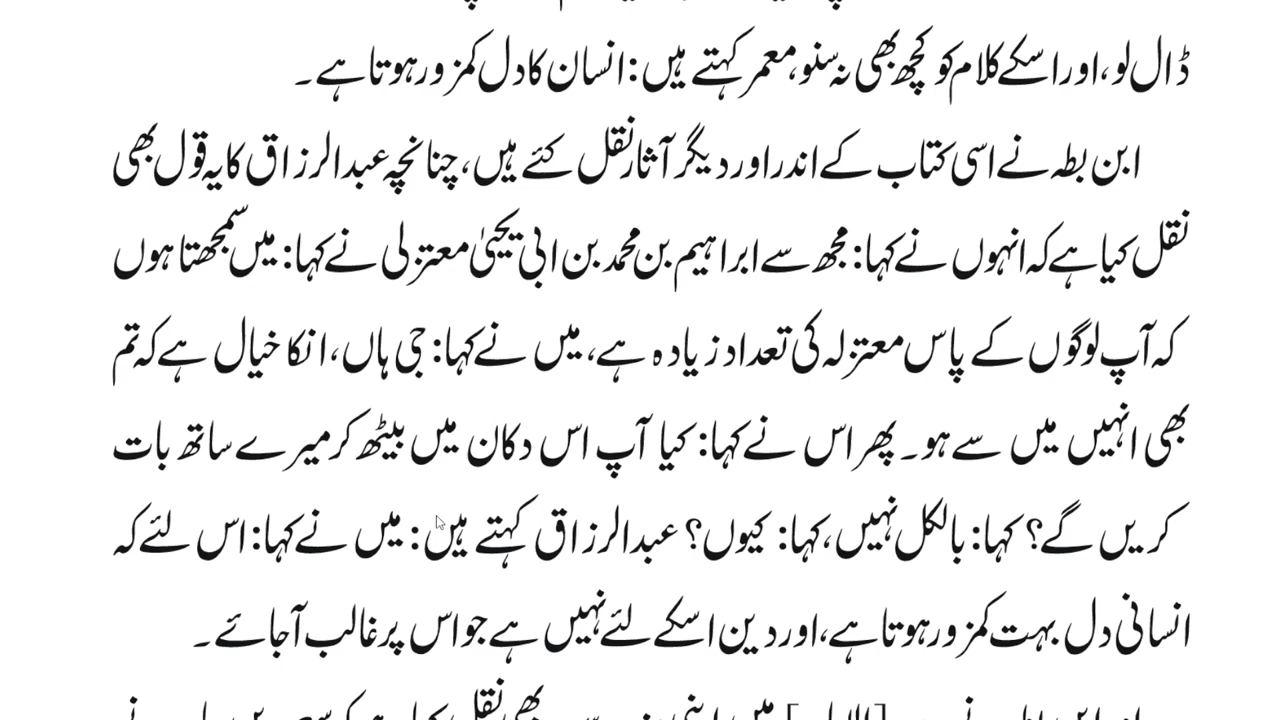 ڈال لو، اور اسکے کلام کو کچھ بھی نہ سنو، معمر کہتے ہیں: انسان کا دل کمزور ہوتا ہے۔
ابن بطہ نے اسی کتاب کے اندر اور دیگر آثار نقل کئے ہیں، چنانچہ عبدالرزاق کا یہ قول بھی
نقل کیا ہے کہ انہوں نے کہا: مجھ سے ابراہیم بن محمد بن ابی یحییٰ معتزلی نے کہا: میں سمجھتا ہوں
کہ آپ لوگوں کے پاس معتزلہ کی تعداد زیادہ ہے، میں نے کہا: جی ہاں، انکا خیال ہے کہ تم
بھی انہیں میں سے ہو۔ پھر اس نے کہا: کیا آپ اس دکان میں بیٹھ کر میرے ساتھ بات
کریں گے؟ کہا: بالکل نہیں، کہا: کیوں؟ عبدالرزاق کہتے ہیں: میں نے کہا: اس لئے کہ
انسانی دل بہت کمزور ہوتا ہے، اور دین اسکے لئے نہیں ہے جو اس پر غالب آجائے۔